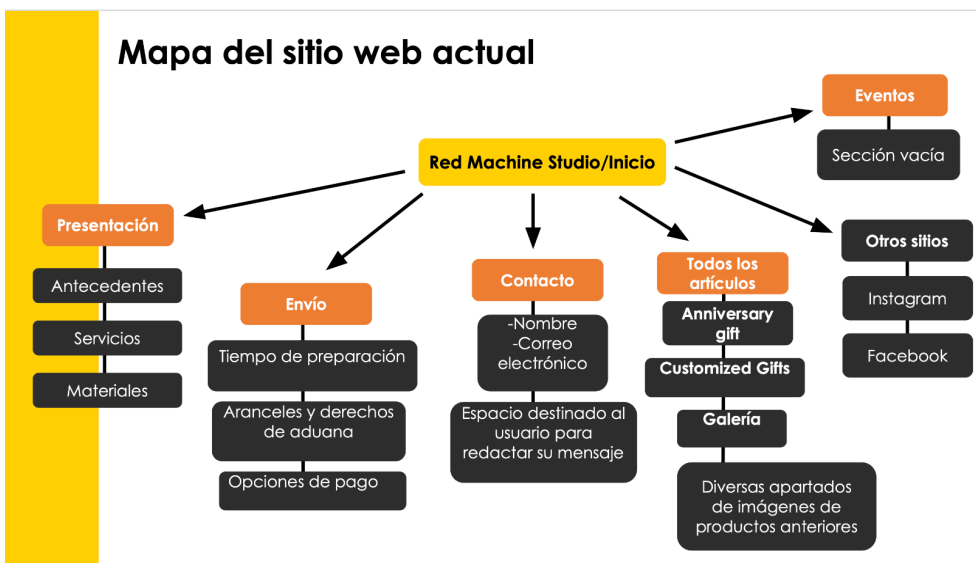 Mapa del sitio web actual
Red Machine Studio/Inicio
Presentación
Antecedentes
Servicios
Materiales
Envío
Tiempo de preparación
Aranceles y derechos
de aduana
Opciones de pago
Contacto
-Nombre
-Correo
electrónico
Espacio destinado al
usuario para
redactar su mensaje
Todos los
artículos
Anniversary
gift
Customized Gifts
Galería
Diversas apartados
de imágenes de
productos anteriores
Eventos
Sección vacía
Otros sitios
Instagram
Facebook